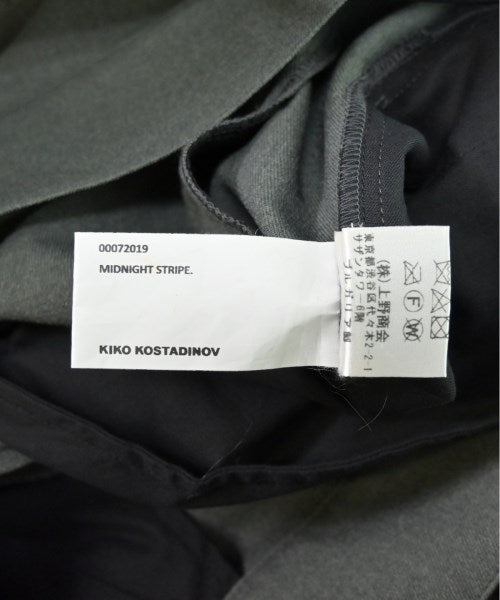 00072019
MIDNIGHT STRIPE.
KIKO KOSTADINOV
(株)上野商会
東京都渋谷区代々木2-2-1
サザンタワー6階
ブルガリア製
F
W